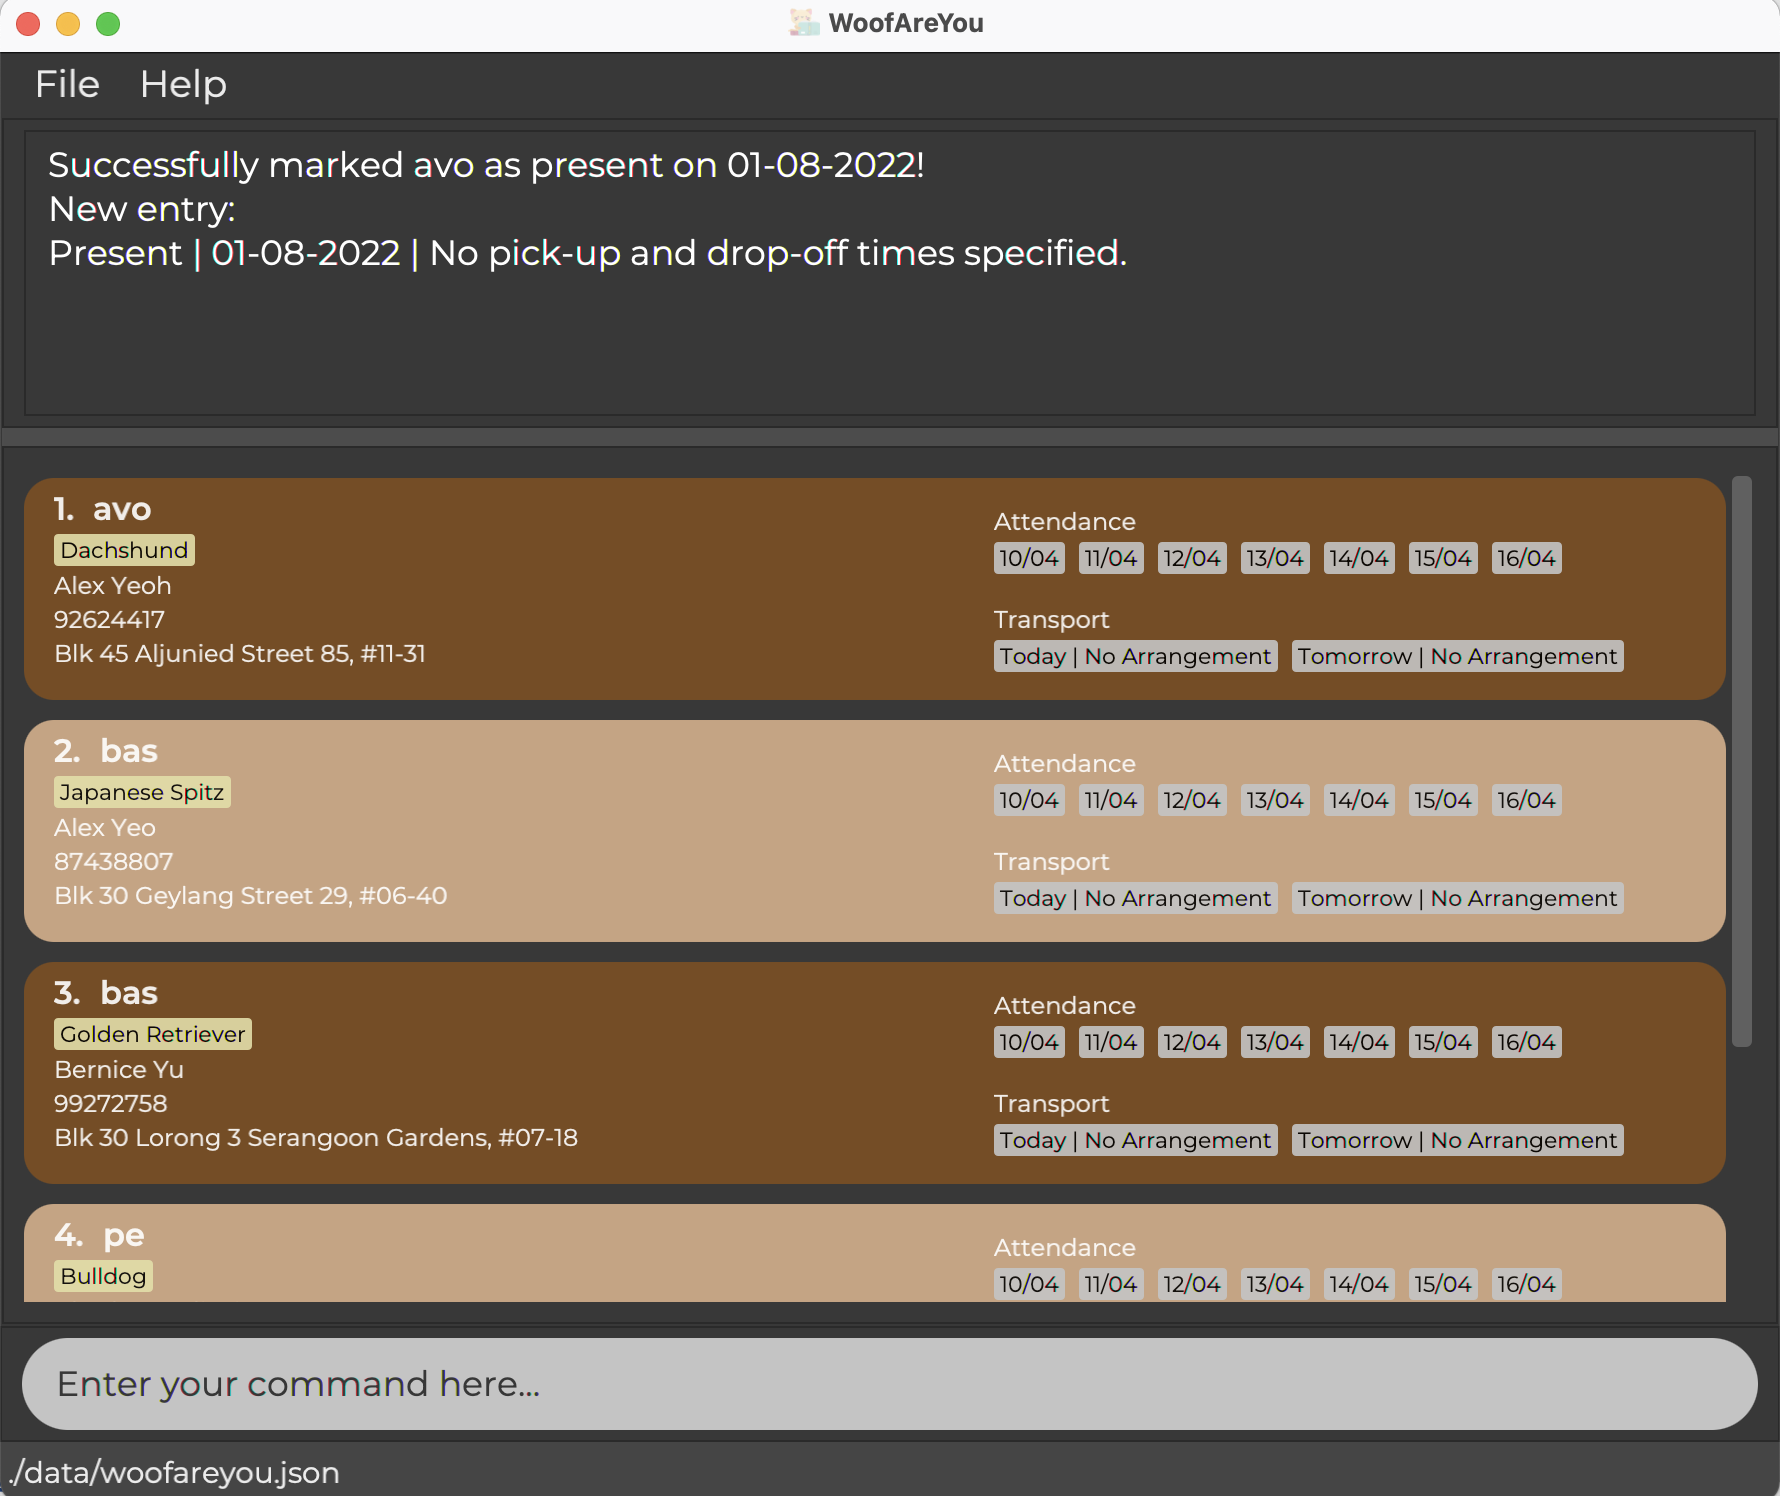 WoofAreYou
File Help
Successfully marked avo as present on 01-08-2022!
New entry:
Present | 01-08-2022 | No pick-up and drop-off times specified.
1. avo
Dachshund
Alex Yeoh
92624417
Blk 45 Aljunied Street 85, #11-31
Attendance
10/04 11/04 12/04 13/04 14/04 15/04 16/04
Transport
Today | No Arrangement Tomorrow | No Arrangement
2. bas
Japanese Spitz
Alex Yeo
87438807
Blk 30 Geylang Street 29, #06-40
Attendance
10/04 11/04 12/04 13/04 14/04 15/04 16/04
Transport
Today | No Arrangement Tomorrow | No Arrangement
3. bas
Golden Retriever
Bernice Yu
99272758
Blk 30 Lorong 3 Serangoon Gardens, #07-18
Attendance
10/04 11/04 12/04 13/04 14/04 15/04 16/04
Transport
Today | No Arrangement Tomorrow | No Arrangement
4. pe
Bulldog
Attendance
10/04 11/04 12/04 13/04 14/04 15/04 16/04
Enter your command here...
./data/woofareyou.json